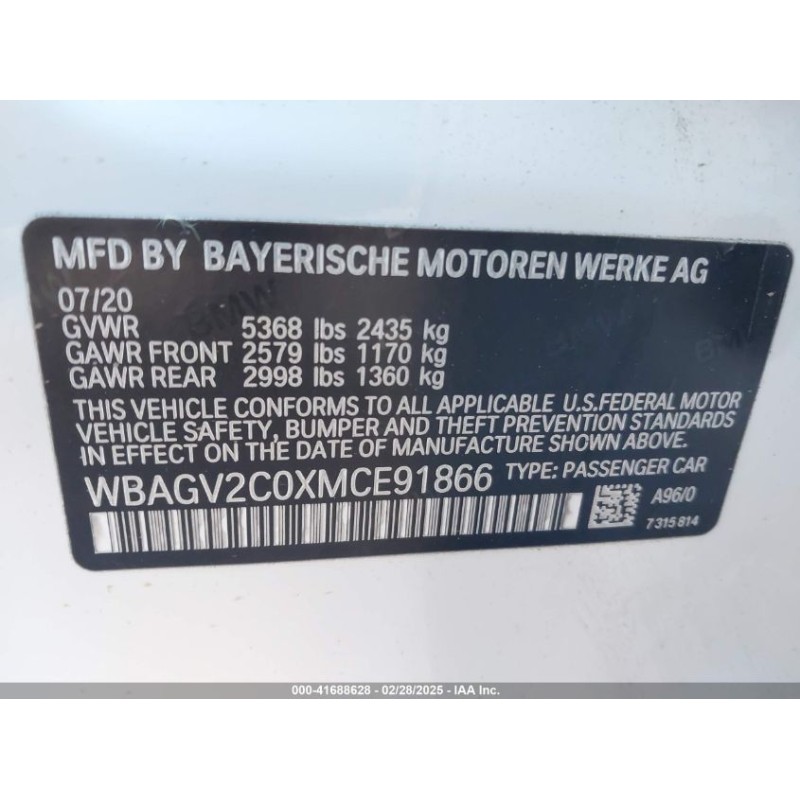 MFD BY BAYERISCHE MOTOREN WERKE AG
07/20
GVWR 5368 lbs 2435 kg
GAWR FRONT 2579 lbs 1170 kg
GAWR REAR 2998 lbs 1360 kg
THIS VEHICLE CONFORMS TO ALL APPLICABLE U.S.FEDERAL MOTOR
VEHICLE SAFETY, BUMPER AND THEFT PREVENTION STANDARDS
IN EFFECT ON THE DATE OF MANUFACTURE SHOWN ABOVE.
WBAGV2C0XMCE91866 TYPE: PASSENGER CAR
A96/0
7315814
000-41688628 - 02/28/2025 - IAA Inc.